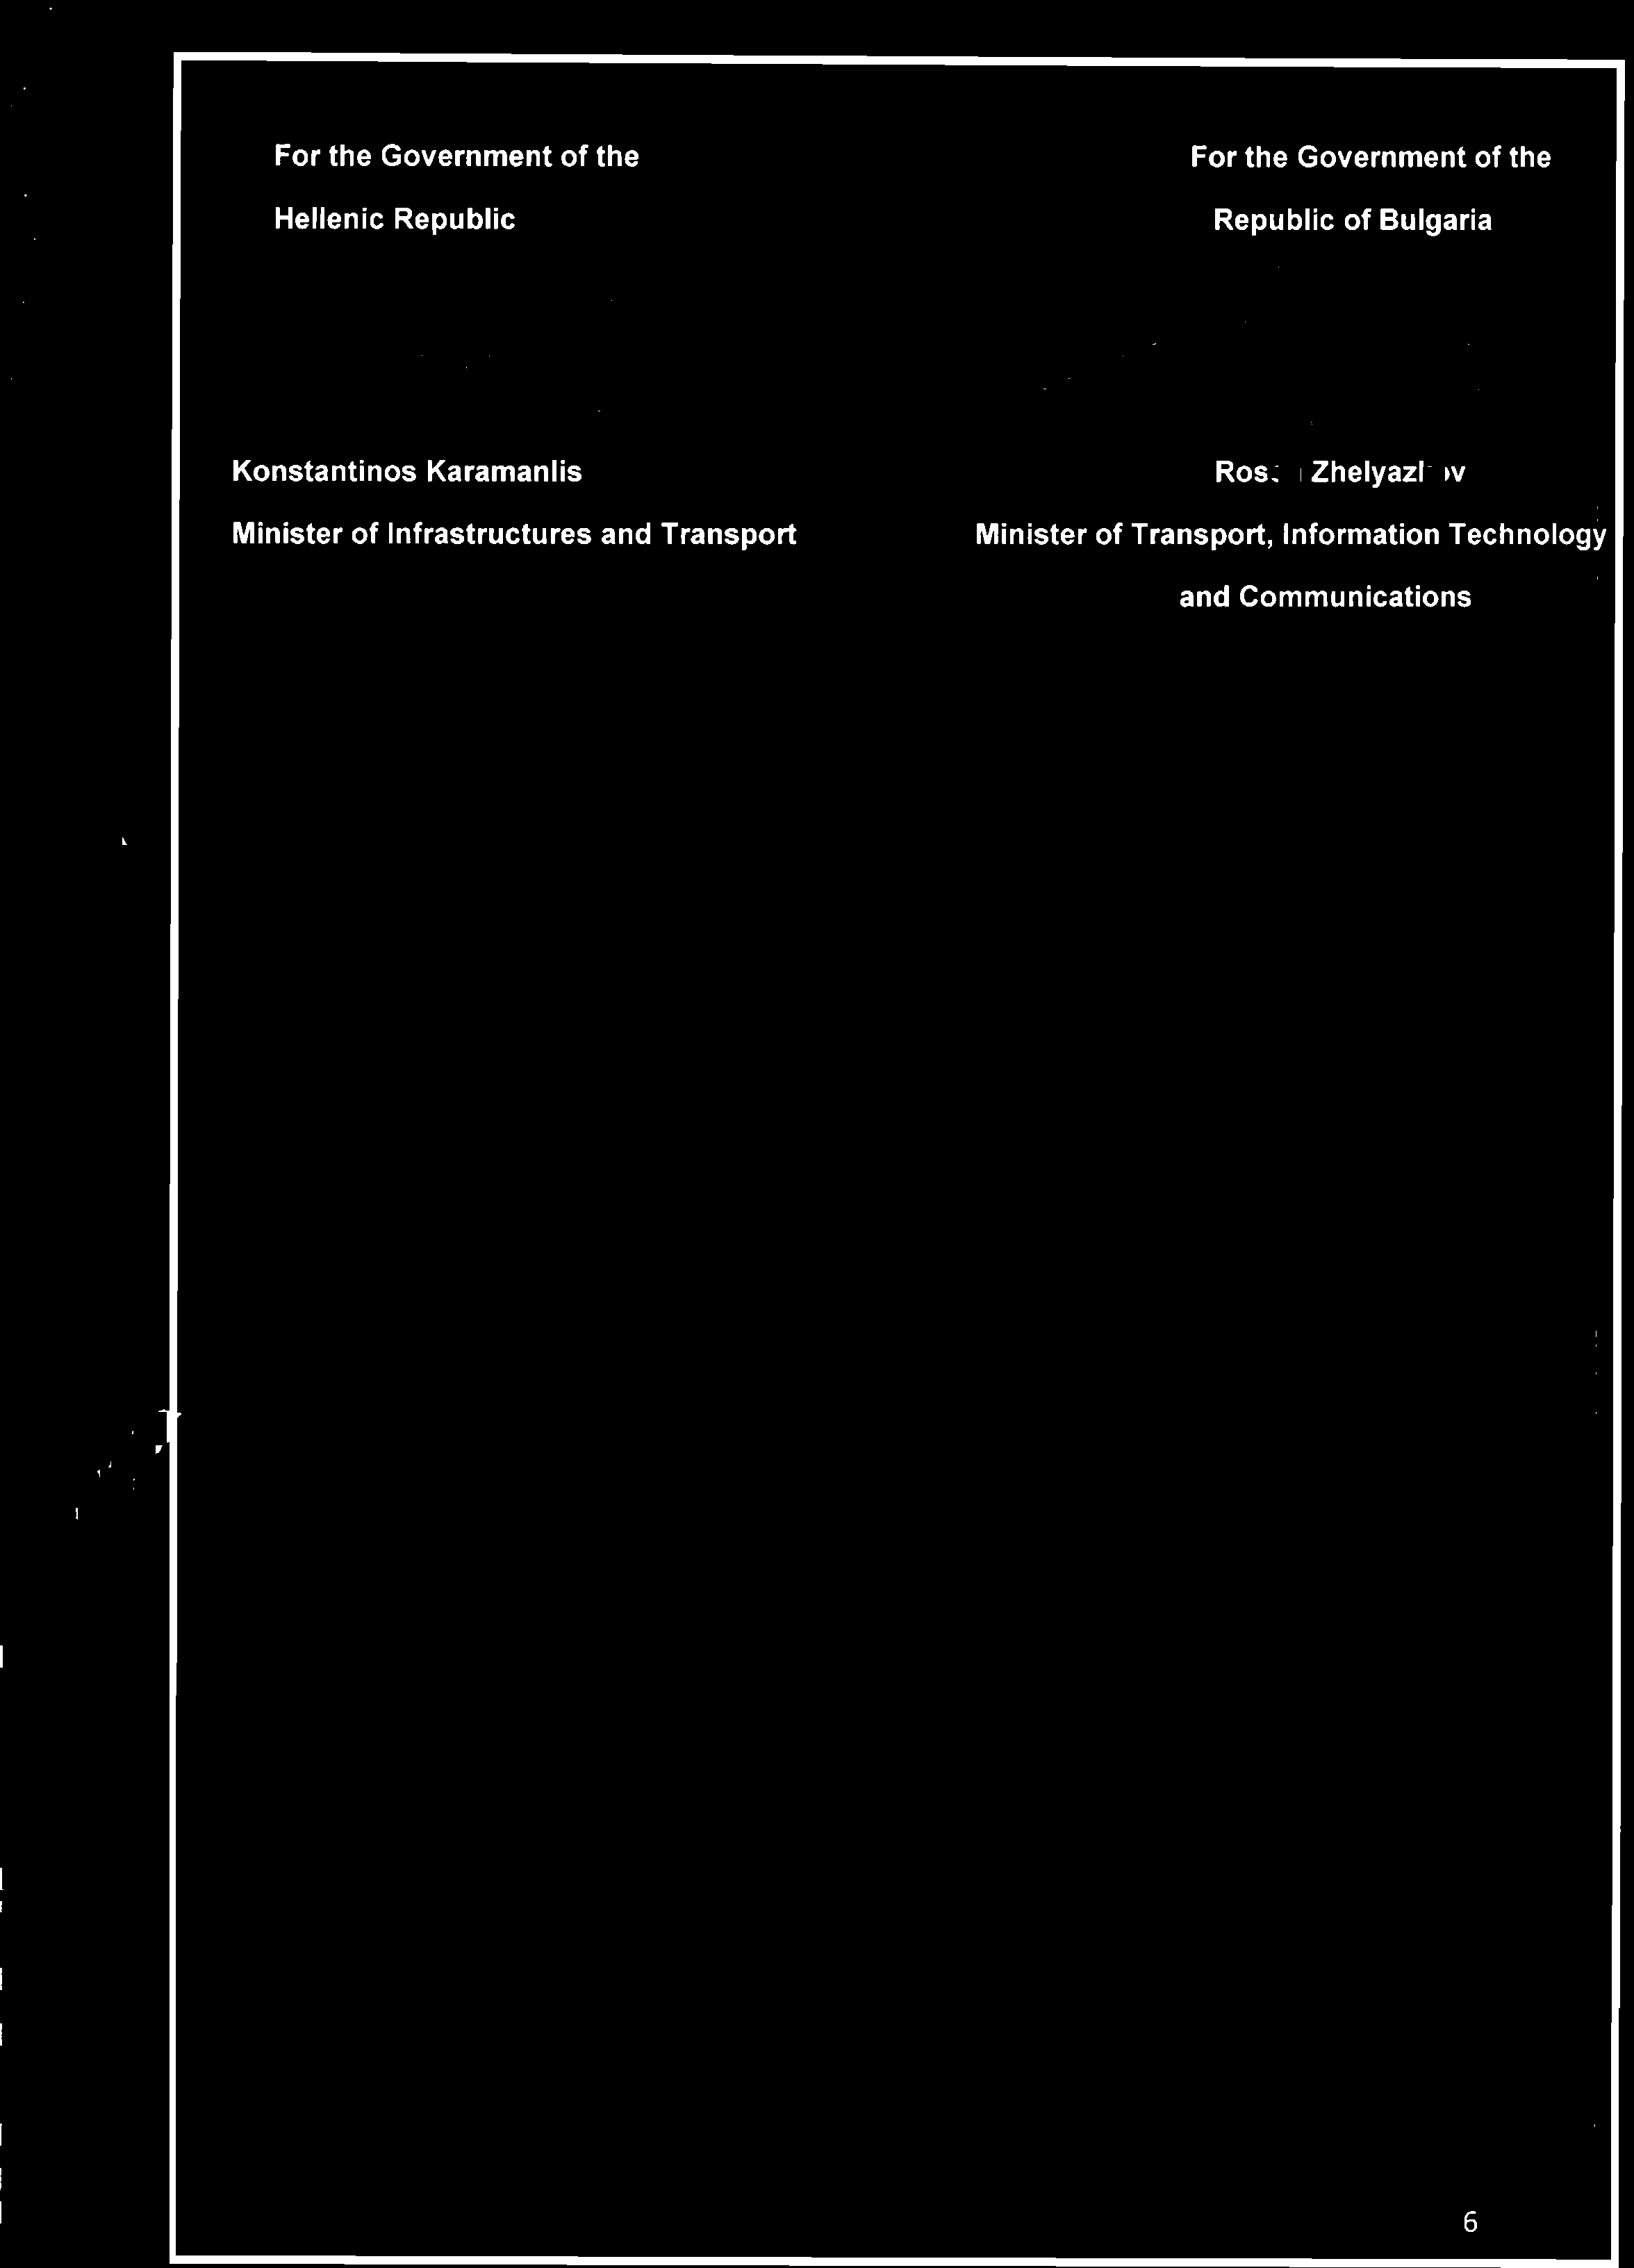 For the Government of the
Hellenic Republic
Konstantinos Karamanlis
Minister of Infrastructures and Transport
For the Government of the
Republic of Bulgaria
Minister of Transport, Information Technology
and Communications
6